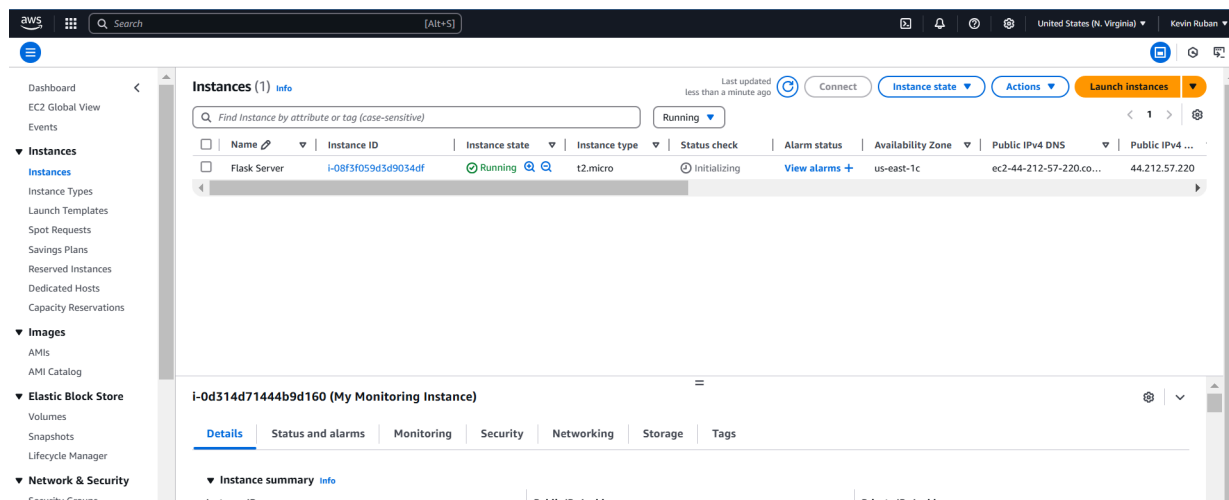 aws Search [Alt+S] United States (N. Virginia) Kevin Ruban
Dashboard
EC2 Global View
Events
Instances
Instances
Instance Types
Launch Templates
Spot Requests
Savings Plans
Reserved Instances
Dedicated Hosts
Capacity Reservations
Images
AMIs
AMI Catalog
Elastic Block Store
Volumes
Snapshots
Lifecycle Manager
Network & Security
Instances (1) Info
Last updated
less than a minute ago
Connect Instance state Actions Launch instances
Find Instance by attribute or tag (case-sensitive) Running 1
Name Instance ID Instance state Instance type Status check Alarm status Availability Zone Public IPv4 DNS Public IPv4 ...
Flask Server i-08f3f059d3d9034df Running t2.micro Initializing View alarms + us-east-1c ec2-44-212-57-220.co... 44.212.57.220
i-0d314d71444b9d160 (My Monitoring Instance)
Details Status and alarms Monitoring Security Networking Storage Tags
Instance summary Info